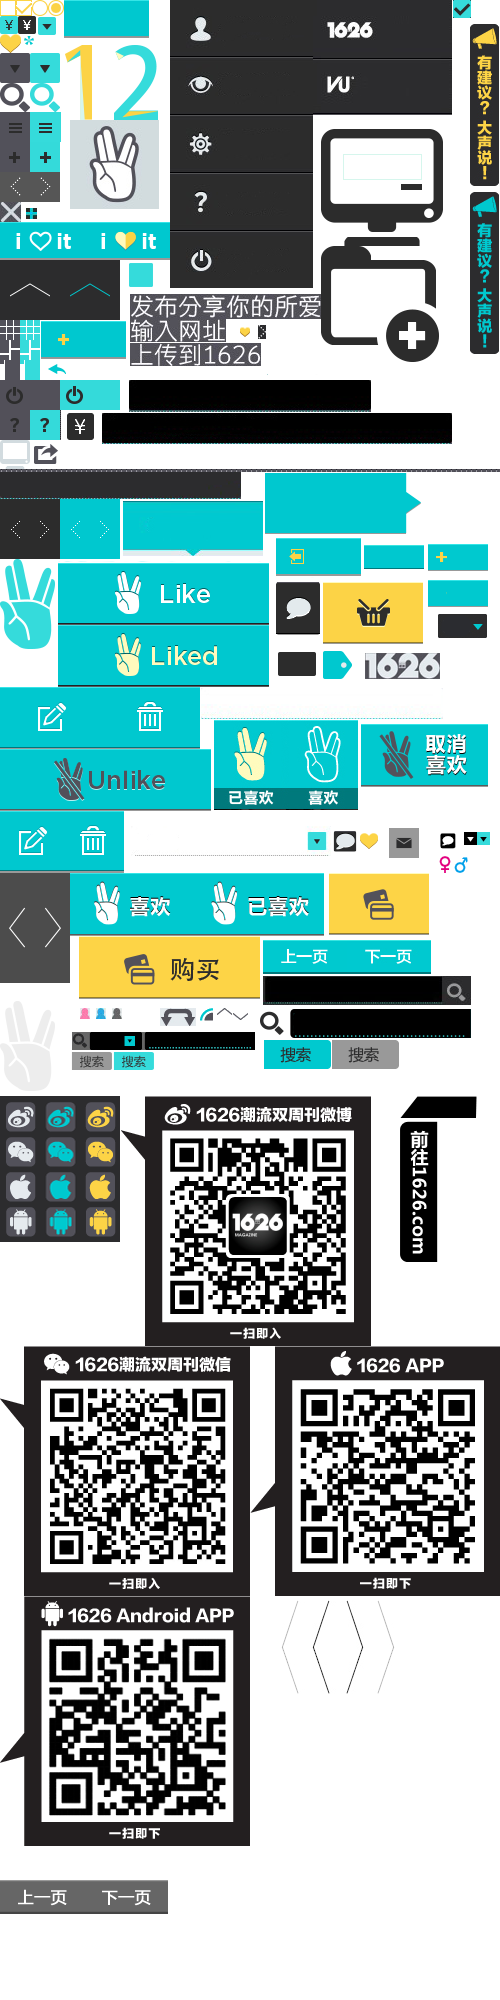 ¥ ¥
12
1626
有建议？大声说！
?
有建议？大声说！
i it i it
发布分享你的所爱
输入网址
上传到1626
? ? ¥
Like
Liked
1626
Unlike
已喜欢 喜欢
取消
喜欢
喜欢 已喜欢
购买
上一页 下一页
搜索 搜索
搜索 搜索
1626潮流双周刊微博
前往1626.com
1626
MAGAZINE
一扫即入
1626潮流双周刊微信
1626 APP
一扫即入
一扫即下
1626 Android APP
一扫即下
上一页 下一页